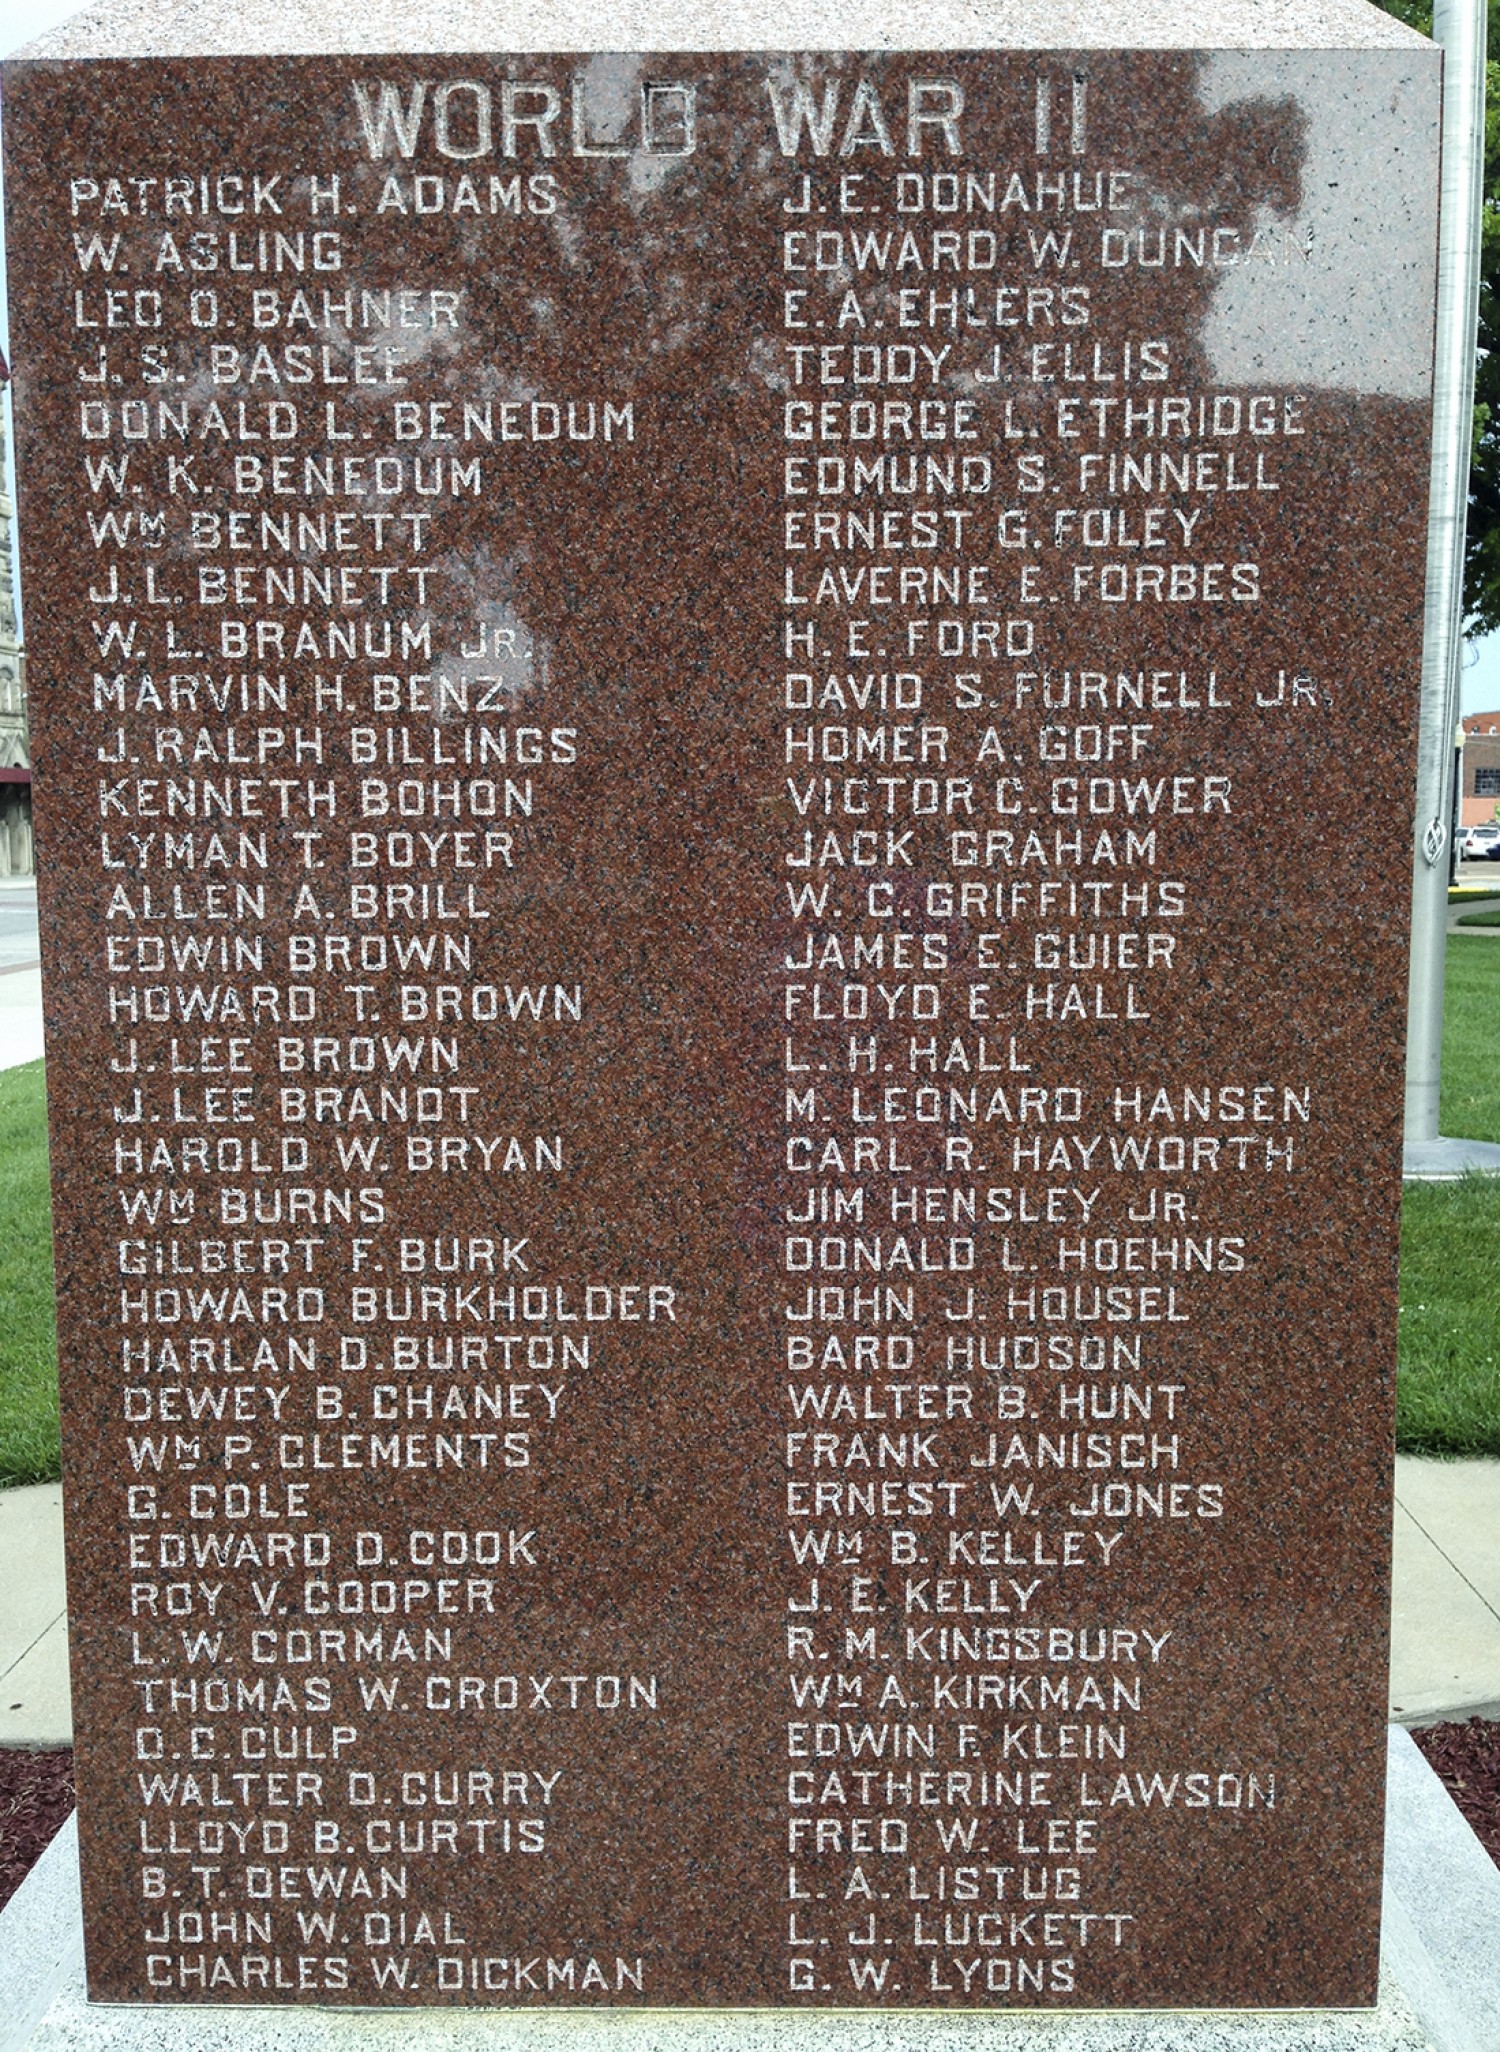 WORLD WAR II
PATRICK H. ADAMS
W. ASLING
LEO O. BAHNER
J. S. BASLEE
DONALD L. BENEDUM
W. K. BENEDUM
WM BENNETT
J. L. BENNETT
W. L. BRANUM JR.
MARVIN H. BENZ
J. RALPH BILLINGS
KENNETH BOHON
LYMAN T. BOYER
ALLEN A. BRILL
EDWIN BROWN
HOWARD T. BROWN
J. LEE BROWN
J. LEE BRANDT
HAROLD W. BRYAN
WM BURNS
GILBERT F. BURK
HOWARD BURKHOLDER
HARLAN D. BURTON
DEWEY B. CHANEY
WM P. CLEMENTS
G. COLE
EDWARD D. COOK
ROY V. COOPER
L. W. CORMAN
THOMAS W. CROXTON
D. C. CULP
WALTER D. CURRY
LLOYD B. CURTIS
B. T. DEWAN
JOHN W. DIAL
CHARLES W. DICKMAN
J. E. DONAHUE
EDWARD W. DUNCAN
E. A. EHLERS
TEDDY J. ELLIS
GEORGE L. ETHRIDGE
EDMUND S. FINNELL
ERNEST G. FOLEY
LAVERNE E. FORBES
H. E. FORD
DAVID S. FURNELL JR.
HOMER A. GOFF
VICTOR C. GOWER
JACK GRAHAM
W. C. GRIFFITHS
JAMES E. GUIER
FLOYD E. HALL
L. H. HALL
M. LEONARD HANSEN
CARL R. HAYWORTH
JIM HENSLEY JR.
DONALD L. HOEHNS
JOHN J. HOUSEL
BARD HUDSON
WALTER B. HUNT
FRANK JANISCH
ERNEST W. JONES
WM B. KELLEY
J. E. KELLY
R. M. KINGSBURY
WM A. KIRKMAN
EDWIN F. KLEIN
CATHERINE LAWSON
FRED W. LEE
L. A. LISTUG
L. J. LUCKETT
G. W. LYONS